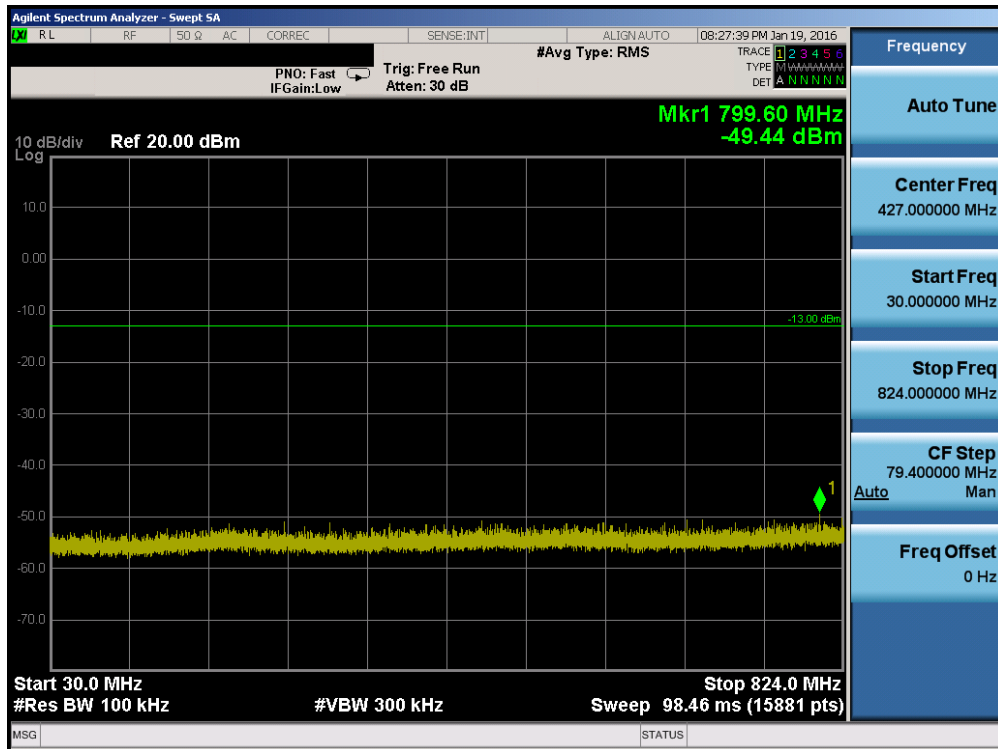 Agilent Spectrum Analyzer - Swept SA
LXI RL RF 50 Ω AC CORREC SENSE:INT ALIGNAUTO 08:27:39 PM Jan 19, 2016
#Avg Type: RMS TRACE 1 2 3 4 5 6
PNO: Fast Trig: Free Run TYPE MWWWWW
IFGain:Low Atten: 30 dB DET A N N N N N
Mkr1 799.60 MHz
-49.44 dBm
10 dB/div Ref 20.00 dBm
Log
10.0
0.00
-10.0
-13.00 dBm
-20.0
-30.0
-40.0
1
-50.0
-60.0
-70.0
Start 30.0 MHz Stop 824.0 MHz
#Res BW 100 kHz #VBW 300 kHz Sweep 98.46 ms (15881 pts)
MSG STATUS
Frequency
Auto Tune
Center Freq
427.000000 MHz
Start Freq
30.000000 MHz
Stop Freq
824.000000 MHz
CF Step
79.400000 MHz
Auto Man
Freq Offset
0 Hz